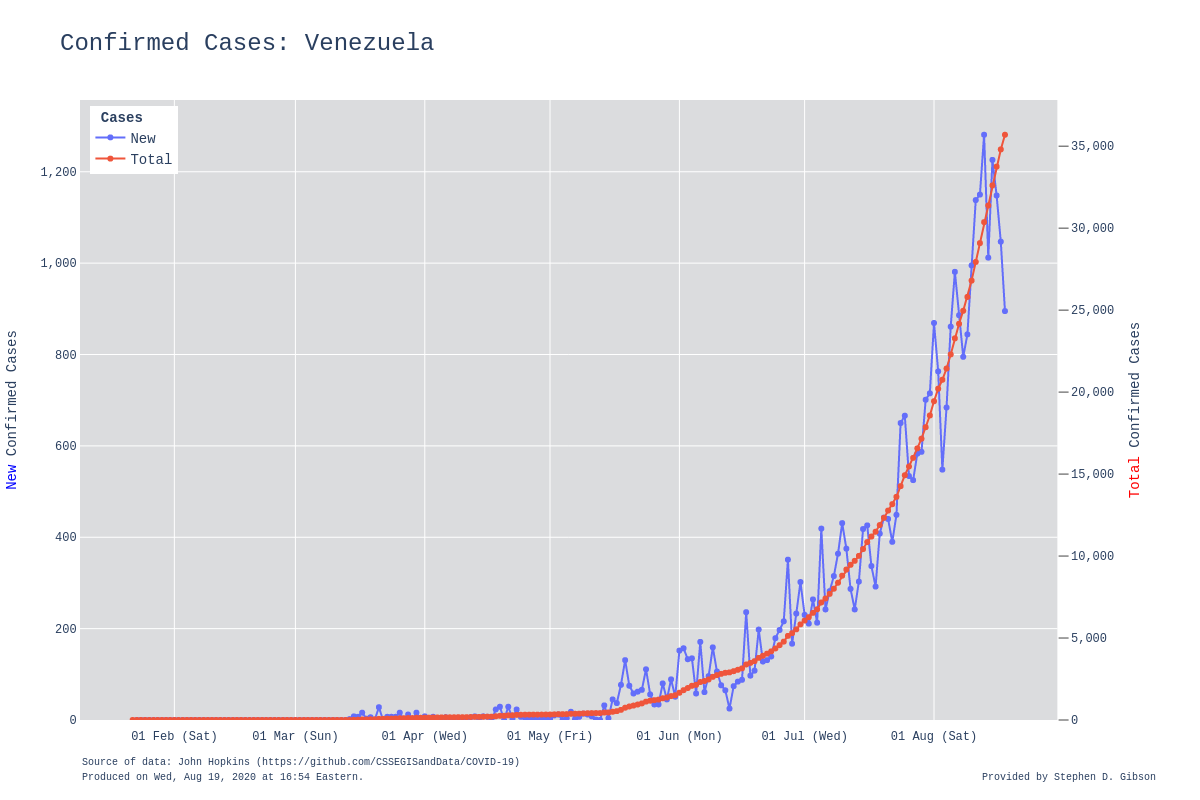 Confirmed Cases: Venezuela
Cases
New
Total
1,200
1,000
800
600
400
200
0
35,000
30,000
25,000
20,000
15,000
10,000
5,000
0
New Confirmed Cases
Total Confirmed Cases
01 Feb (Sat) 01 Mar (Sun) 01 Apr (Wed) 01 May (Fri) 01 Jun (Mon) 01 Jul (Wed) 01 Aug (Sat)
Source of data: John Hopkins (https://github.com/CSSEGISandData/COVID-19)
Produced on Wed, Aug 19, 2020 at 16:54 Eastern.
Provided by Stephen D. Gibson